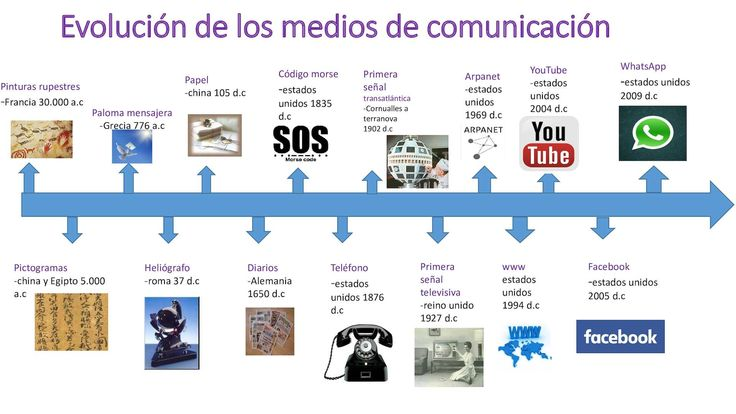 Evolución de los medios de comunicación
Pinturas rupestres
-Francia 30.000 a.c
Paloma mensajera
-Grecia 776 a.c
Papel
-china 105 d.c
Código morse
-estados
unidos 1835
d.c
SOS
Morse code
Primera
señal
transatlántica
-Cornualles a
terranova
1902 d.c
Arpanet
-estados
unidos
1969 d.c
ARPANET
YouTube
-estados
unidos
2004 d.c
You
Tube
WhatsApp
-estados unidos
2009 d.c
Pictogramas
-china y Egipto 5.000
a.c
Heliógrafo
-roma 37 d.c
Diarios
-Alemania
1650 d.c
Teléfono
-estados
unidos 1876
d.c
Primera
señal
televisiva
-reino unido
1927 d.c
www
estados
unidos
1994 d.c
WWW
Facebook
-estados unidos
2005 d.c
facebook